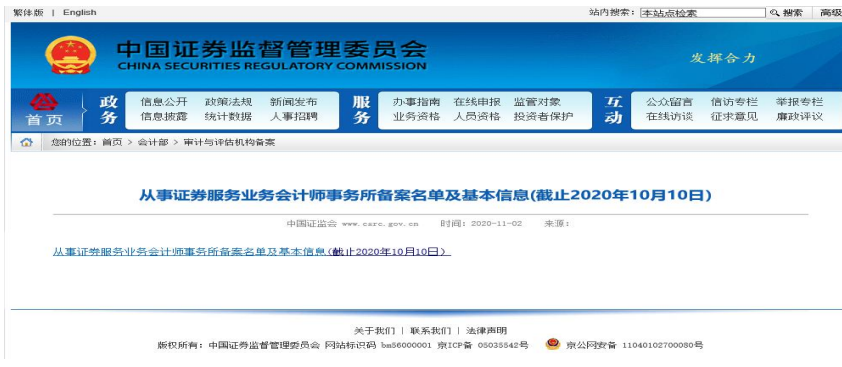 繁体版 | English 站内搜索: 本站点检索 搜索 高级
中国证券监督管理委员会
CHINA SECURITIES REGULATORY COMMISSION
发挥合力
首页
政务 信息公开 政策法规 新闻发布
信息披露 统计数据 人事招聘
服务 办事指南 在线申报 监管对象
业务资格 人员资格 投资者保护
互动 公众留言 信访专栏 举报专栏
在线访谈 征求意见 廉政评议
您的位置: 首页 > 会计部 > 审计与评估机构备案
从事证券服务业务会计师事务所备案名单及基本信息(截止2020年10月10日)
中国证监会 www.csrc.gov.cn 时间: 2020-11-02 来源:
从事证券服务业务会计师事务所备案名单及基本信息(截止2020年10月10日)
关于我们 | 联系我们 | 法律声明
版权所有: 中国证券监督管理委员会 网站标识码 bm56000001 京ICP备 05035542号 京公网安备 11040102700080号